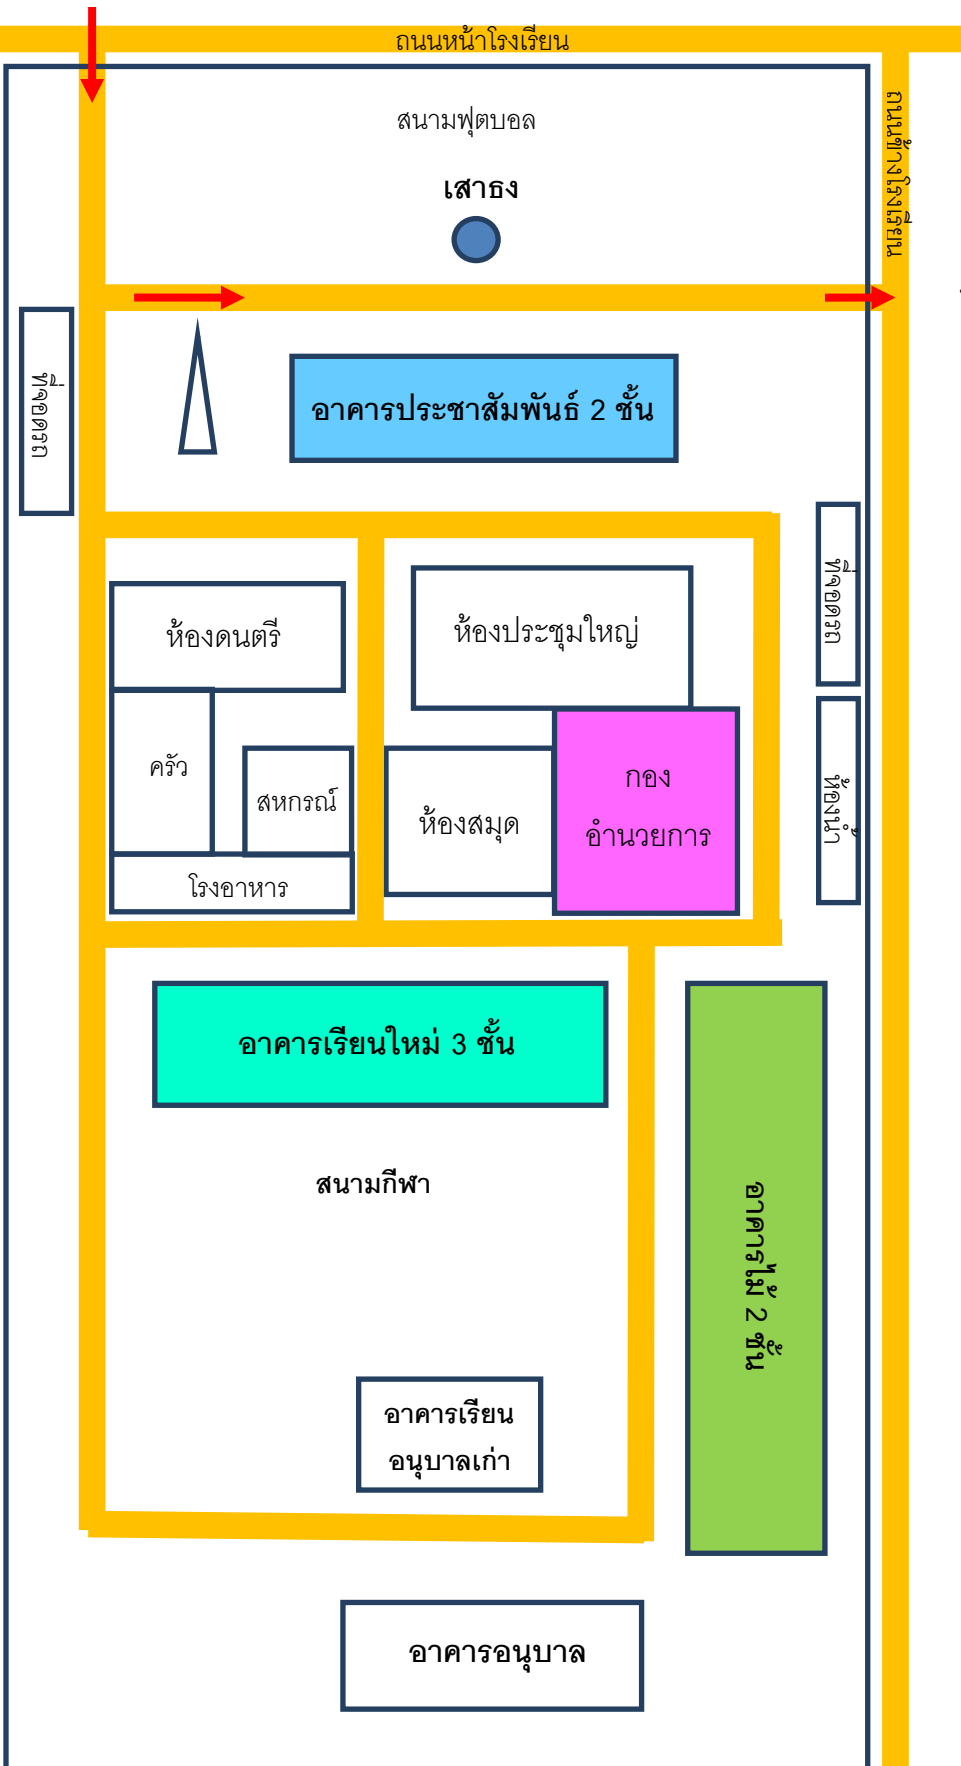 ถนนหน้าโรงเรียน
สนามฟุตบอล
ถนนข้างโรงเรียน
เสาธง
ที่จอดรถ
อาคารประชาสัมพันธ์ 2 ชั้น
ที่จอดรถ
ห้องดนตรี
ห้องประชุมใหญ่
ครัว
สหกรณ์
ห้องสมุด
กอง
อำนวยการ
ห้องน้ำ
โรงอาหาร
อาคารเรียนใหม่ 3 ชั้น
สนามกีฬา
อาคารไม้ 2 ชั้น
อาคารเรียน
อนุบาลเก่า
อาคารอนุบาล